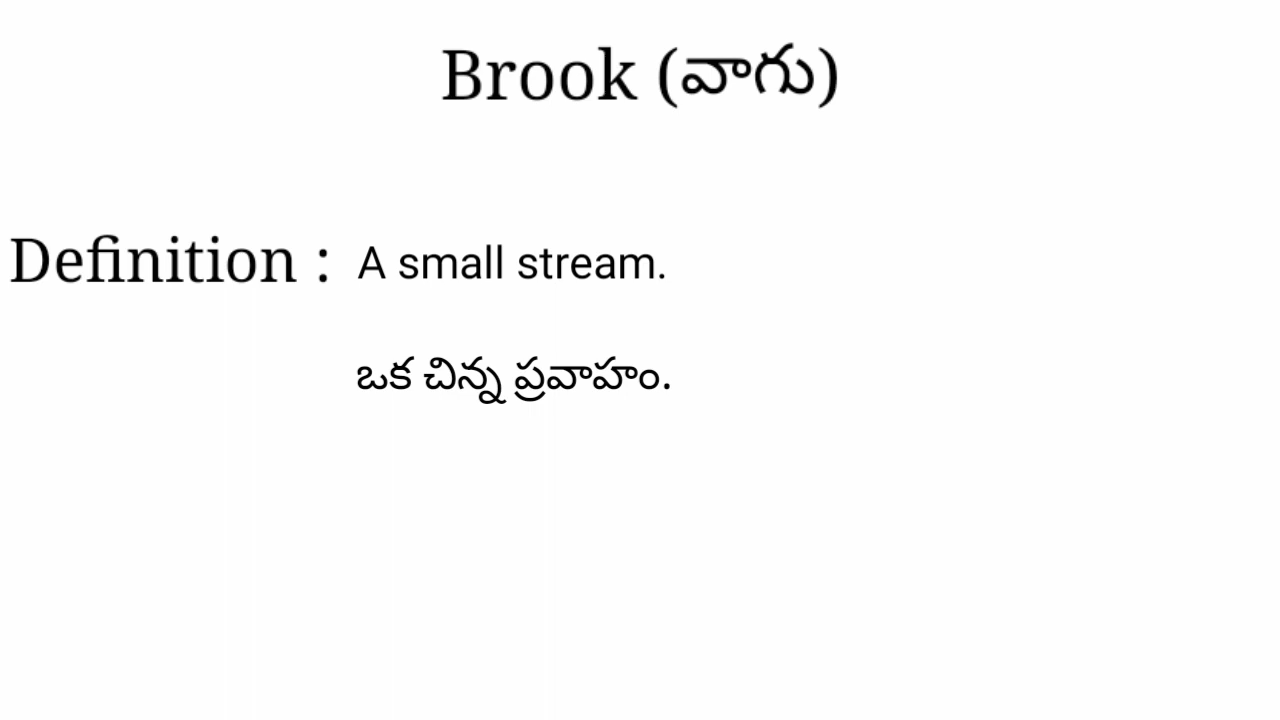 Brook (వాగు)
Definition : A small stream.
ఒక చిన్న ప్రవాహం.